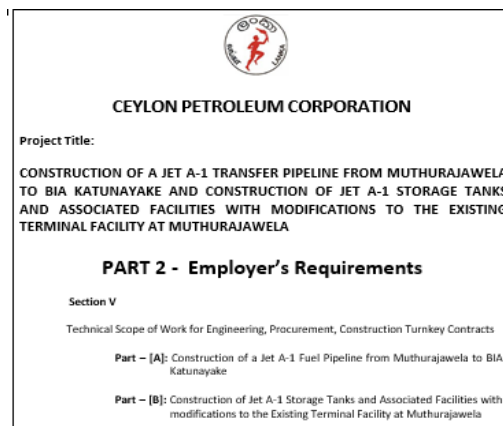 ලංකා
இலங்கை
LANKA
CEYLON PETROLEUM CORPORATION
Project Title:
CONSTRUCTION OF A JET A-1 TRANSFER PIPELINE FROM MUTHURAJAWELA
TO BIA KATUNAYAKE AND CONSTRUCTION OF JET A-1 STORAGE TANKS
AND ASSOCIATED FACILITIES WITH MODIFICATIONS TO THE EXISTING
TERMINAL FACILITY AT MUTHURAJAWELA
PART 2 - Employer’s Requirements
Section V
Technical Scope of Work for Engineering, Procurement, Construction Turnkey Contracts
Part – [A]: Construction of a Jet A-1 Fuel Pipeline from Muthurajawela to BIA
Katunayake
Part – [B]: Construction of Jet A-1 Storage Tanks and Associated Facilities with
modifications to the Existing Terminal Facility at Muthurajawela